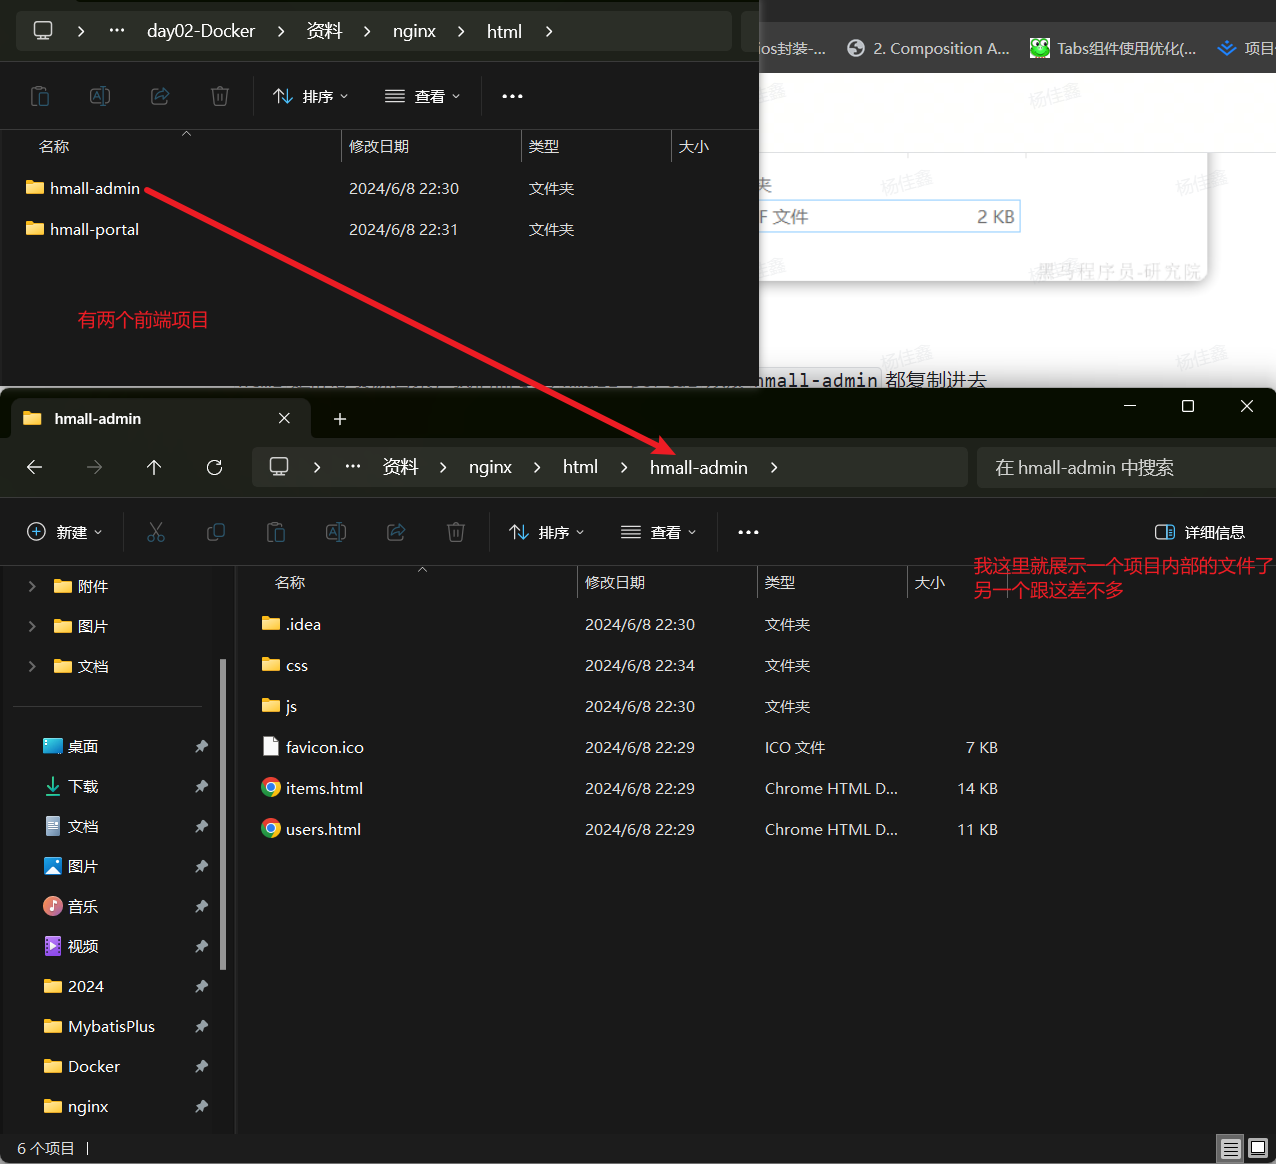 day02-Docker
资料
nginx
html
ios封装-...
2. Composition A...
Tabs组件使用优化(...
排序
查看
杨佳鑫
名称
修改日期
类型
大小
hmall-admin
2024/6/8 22:30
文件夹
hmall-portal
2024/6/8 22:31
文件夹
杨佳鑫
杨佳鑫
F 文件
2 KB
黑马程序员-研究院
有两个前端项目
杨佳鑫
杨佳鑫
hmall-admin 都复制进去
hmall-admin
资料
nginx
html
hmall-admin
在 hmall-admin 中搜索
新建
排序
查看
详细信息
我这里就展示一个项目内部的文件了
另一个跟这差不多
附件
图片
文档
桌面
下载
文档
图片
音乐
视频
2024
MybatisPlus
Docker
nginx
名称
修改日期
类型
大小
.idea
2024/6/8 22:30
文件夹
css
2024/6/8 22:34
文件夹
js
2024/6/8 22:30
文件夹
favicon.ico
2024/6/8 22:29
ICO 文件
7 KB
items.html
2024/6/8 22:29
Chrome HTML D...
14 KB
users.html
2024/6/8 22:29
Chrome HTML D...
11 KB
6 个项目